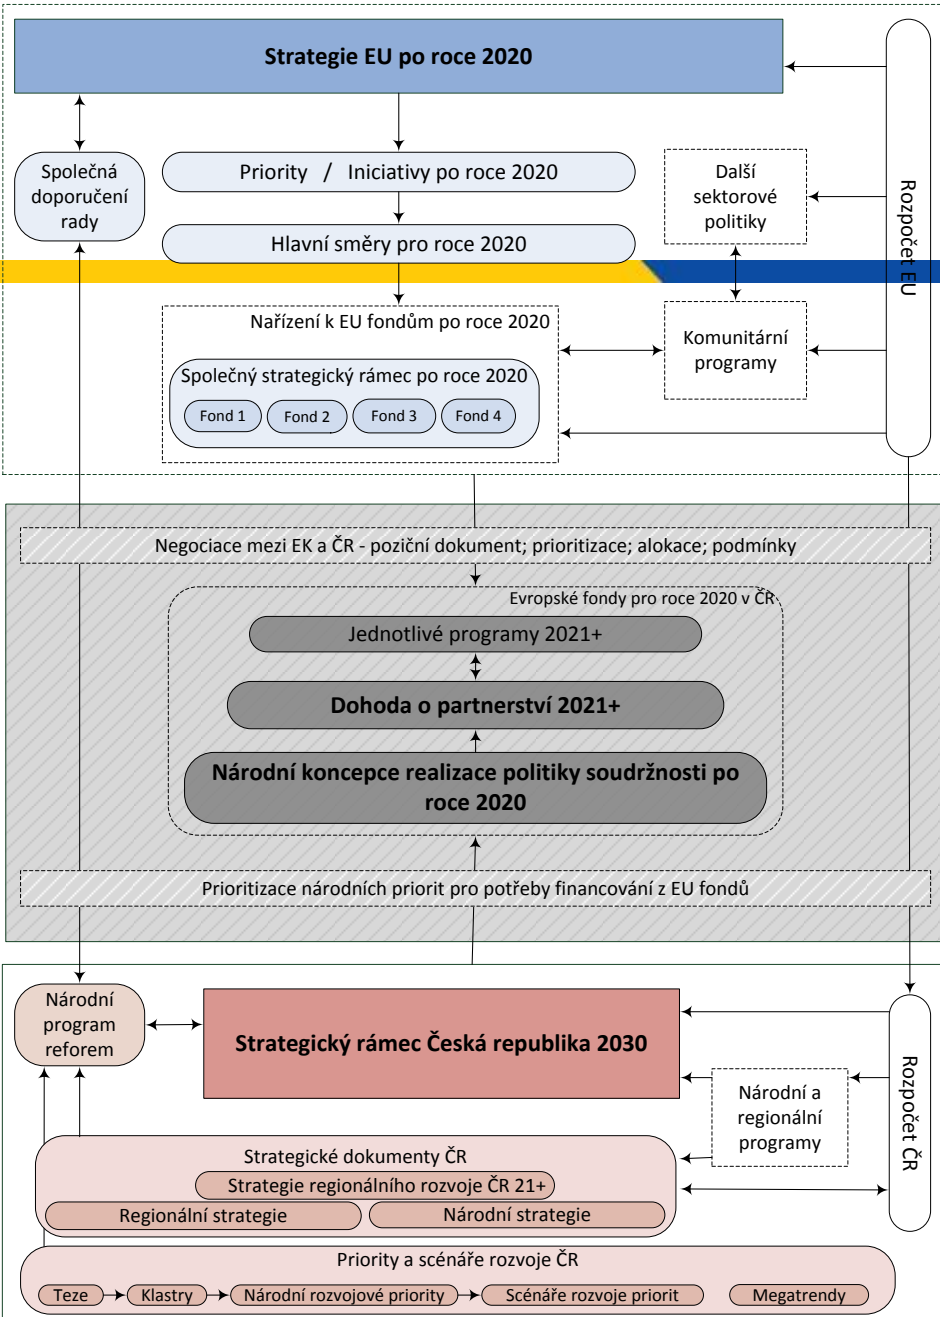 Strategie EU po roce 2020
Společná
doporučení
rady
Priority / Iniciativy po roce 2020
Další
sektorové
politiky
Rozpočet EU
Hlavní směry pro roce 2020
Nařízení k EU fondům po roce 2020
Komunitární
programy
Společný strategický rámec po roce 2020
Fond 1
Fond 2
Fond 3
Fond 4
Negociace mezi EK a ČR - poziční dokument; prioritizace; alokace; podmínky
Evropské fondy pro roce 2020 v ČR
Jednotlivé programy 2021+
Dohoda o partnerství 2021+
Národní koncepce realizace politiky soudržnosti po
roce 2020
Prioritizace národních priorit pro potřeby financování z EU fondů
Národní
program
reforem
Strategický rámec Česká republika 2030
Rozpočet ČR
Národní a
regionální
programy
Strategické dokumenty ČR
Strategie regionálního rozvoje ČR 21+
Regionální strategie
Národní strategie
Priority a scénáře rozvoje ČR
Teze
Klastry
Národní rozvojové priority
Scénáře rozvoje priorit
Megatrendy